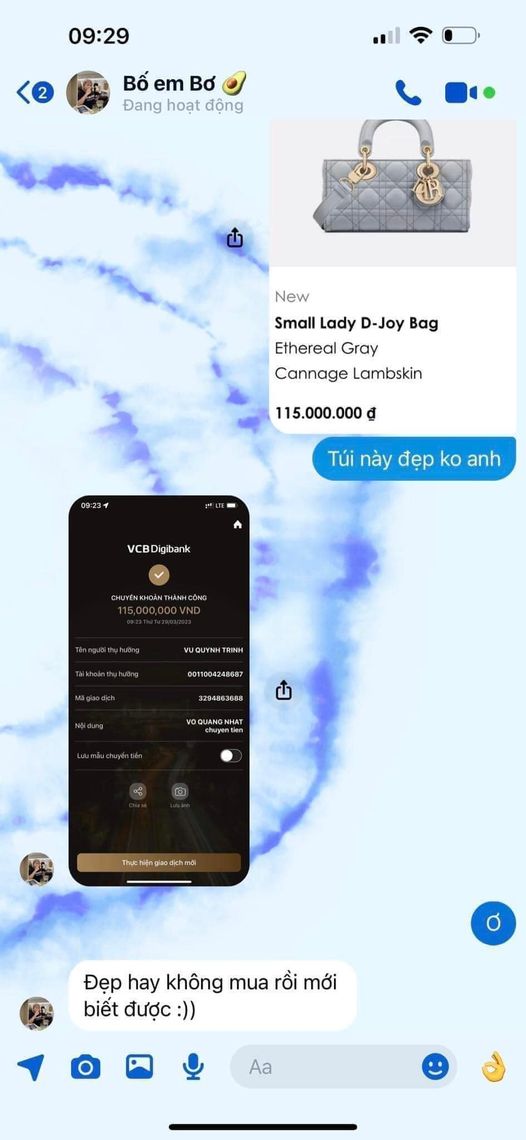 09:29
2
Bố em Bơ 🥑
Đang hoạt động
New
Small Lady D-Joy Bag
Ethereal Gray
Cannage Lambskin
115.000.000 ₫
Túi này đẹp ko anh
09:23
LTE
VCB Digibank
CHUYỂN KHOẢN THÀNH CÔNG
115,000,000 VND
09:23 Thứ Tư 29/03/2023
Tên người thụ hưởng VU QUYNH TRINH
Tài khoản thụ hưởng 0011004248687
Mã giao dịch 3294863688
Nội dung VO QUANG NHAT
chuyen tien
Lưu mẫu chuyển tiền
Chia sẻ Lưu ảnh
Thực hiện giao dịch mới
Ơ
Đẹp hay không mua rồi mới
biết được :))
Aa